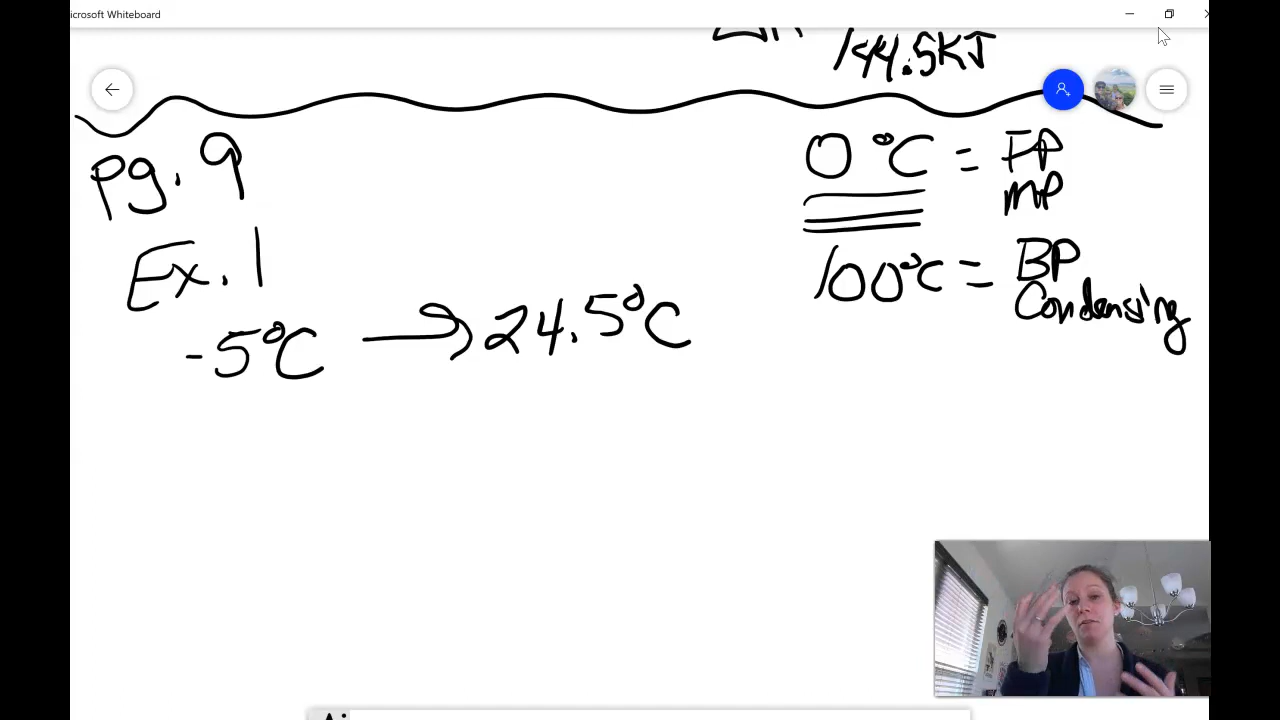 icrosoft Whiteboard
144.5KJ
pg. 9
0°C = FP
MP
Ex. 1
100°C = BP
Condensing
-5°C → 24.5°C